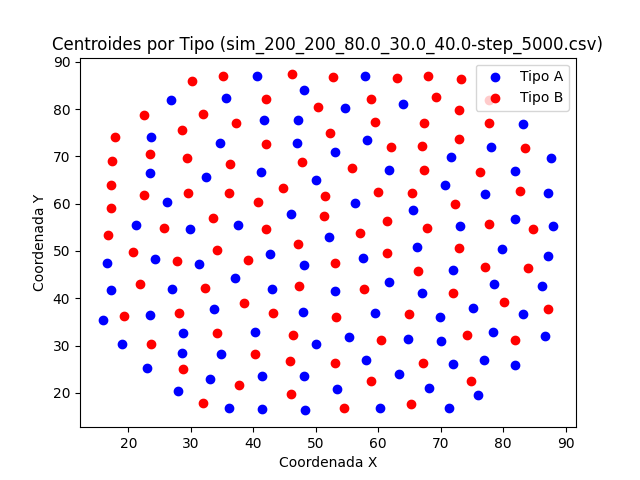 Centroides por Tipo (sim_200_200_80.0_30.0_40.0-step_5000.csv)
Tipo A
Tipo B
90
80
70
60
50
40
30
20
Coordenada Y
20 30 40 50 60 70 80 90
Coordenada X